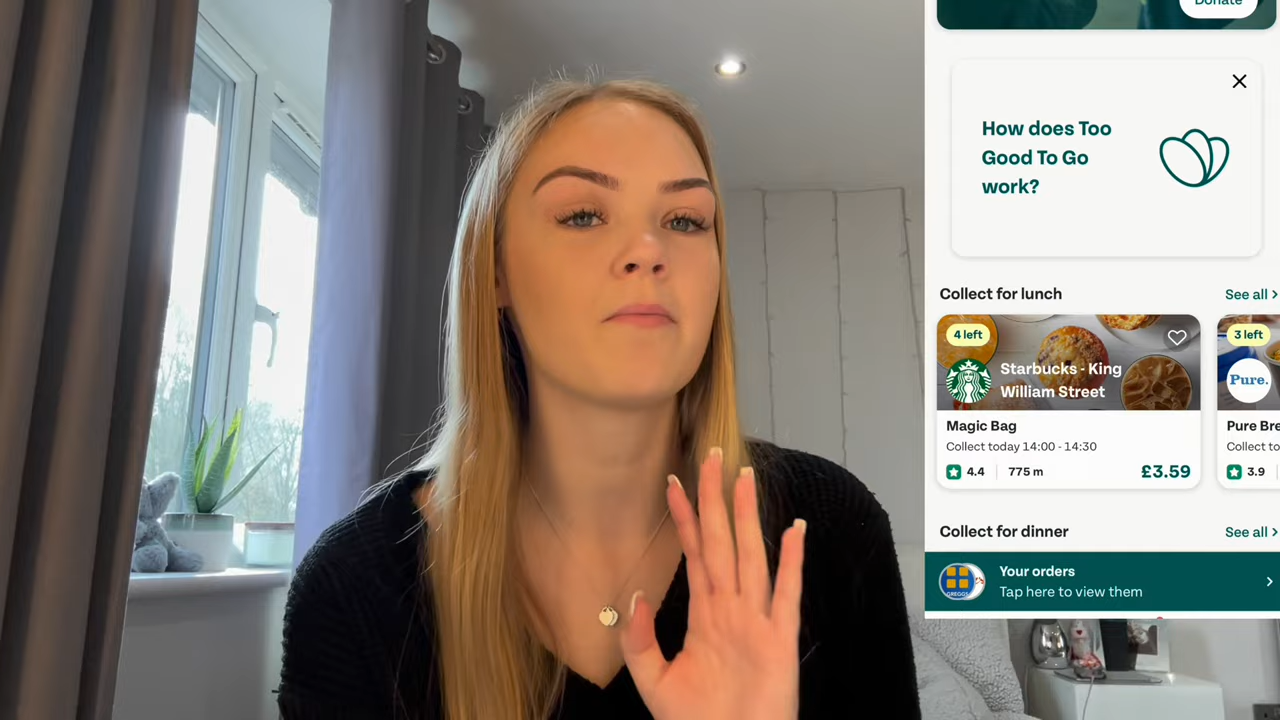 Donate
How does Too
Good To Go
work?
Collect for lunch
See all
4 left
Starbucks - King
William Street
Magic Bag
Collect today 14:00 - 14:30
4.4
775 m
£3.59
3 left
Pure.
Pure Bre
Collect to
3.9
Collect for dinner
See all
GREGGS
Your orders
Tap here to view them